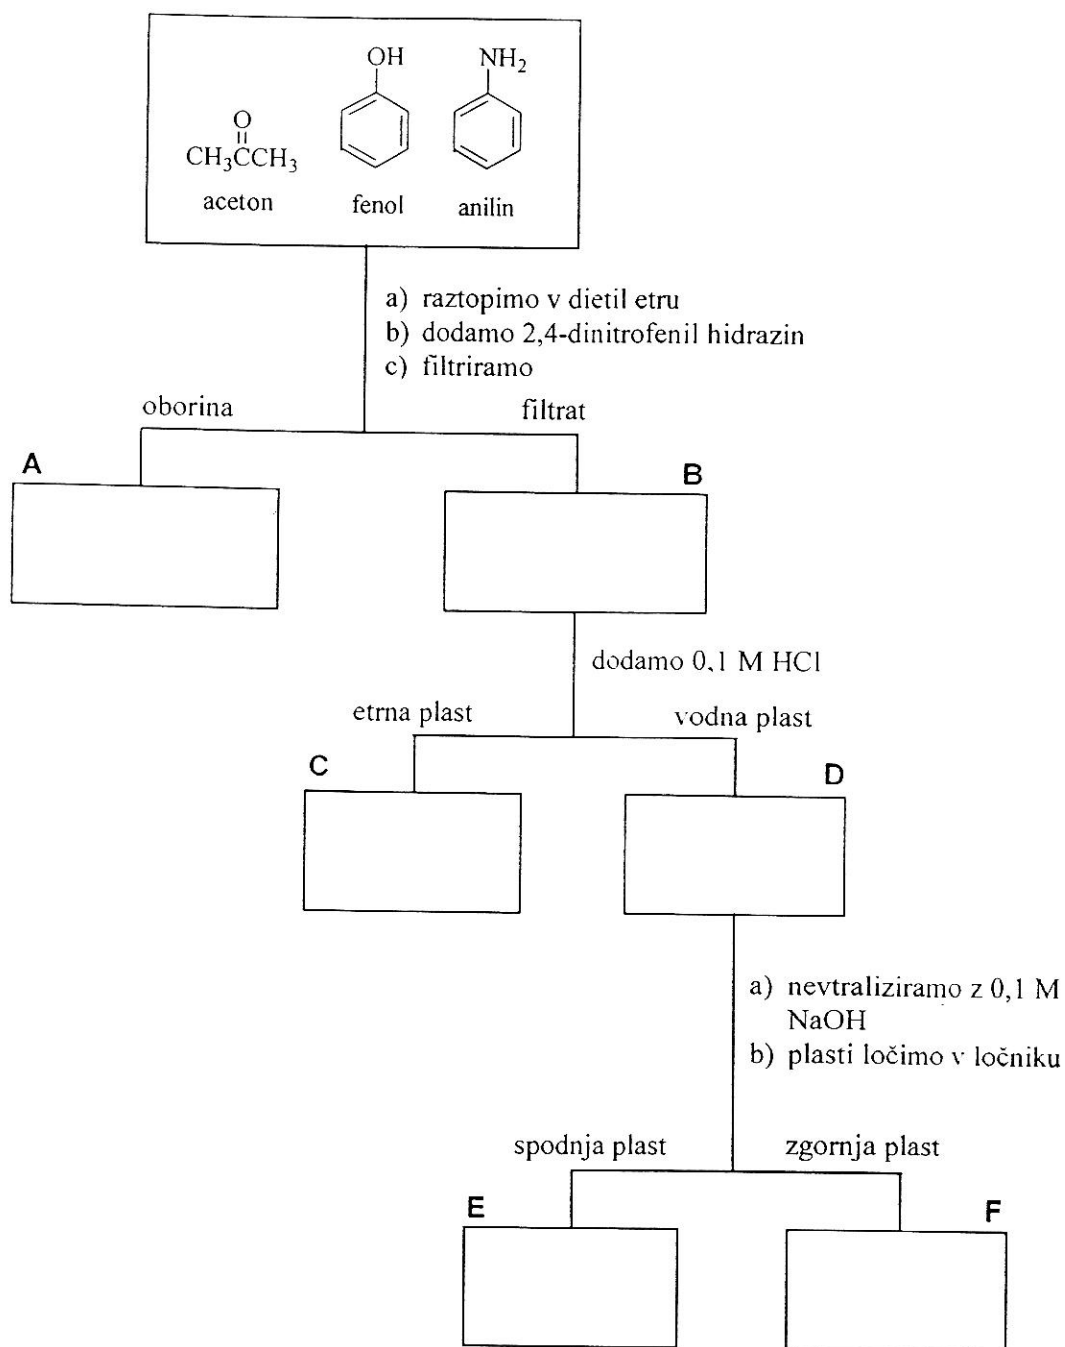 OH
NH2
O
CH3CCH3
aceton
fenol
anilin
a) raztopimo v dietil etru
b) dodamo 2,4-dinitrofenil hidrazin
c) filtriramo
oborina
filtrat
A
B
dodamo 0,1 M HCl
etrna plast
vodna plast
C
D
a) nevtraliziramo z 0,1 M
NaOH
b) plasti ločimo v ločniku
spodnja plast
zgornja plast
E
F